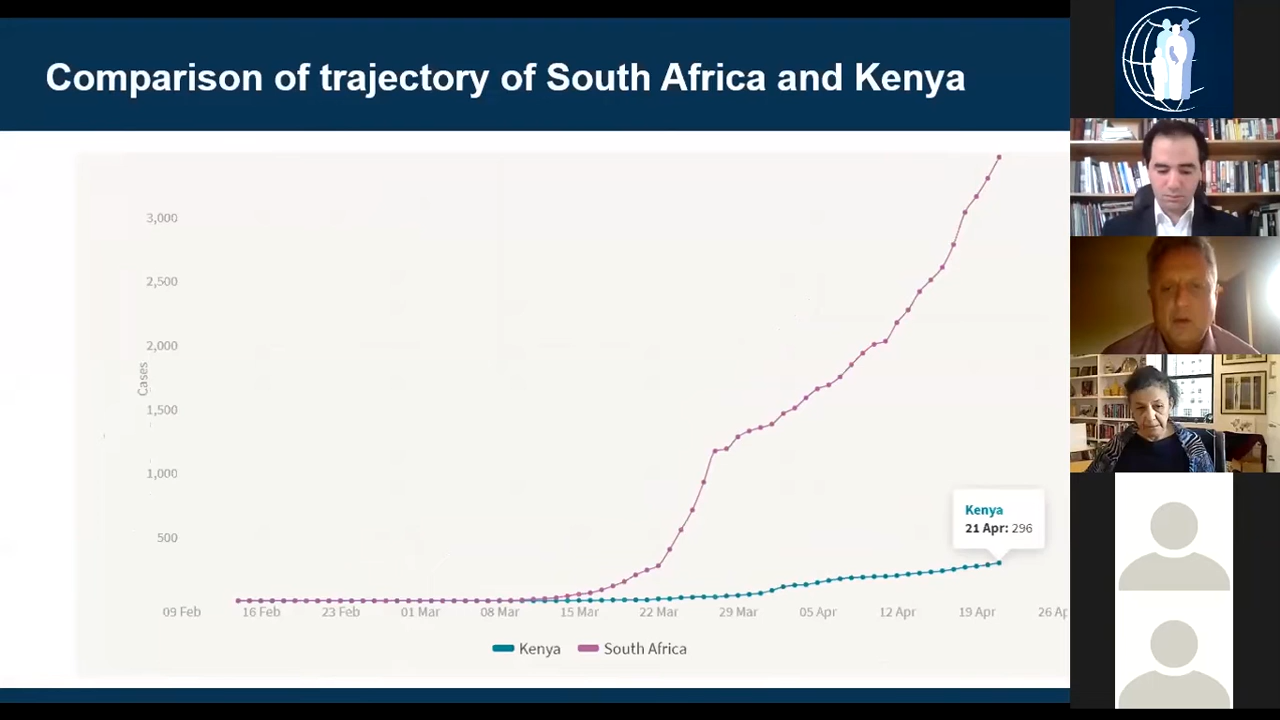 Comparison of trajectory of South Africa and Kenya
3,000
2,500
2,000
Cases
1,500
1,000
500
Kenya
21 Apr: 296
09 Feb 16 Feb 23 Feb 01 Mar 08 Mar 15 Mar 22 Mar 29 Mar 05 Apr 12 Apr 19 Apr 26 Ap
Kenya South Africa